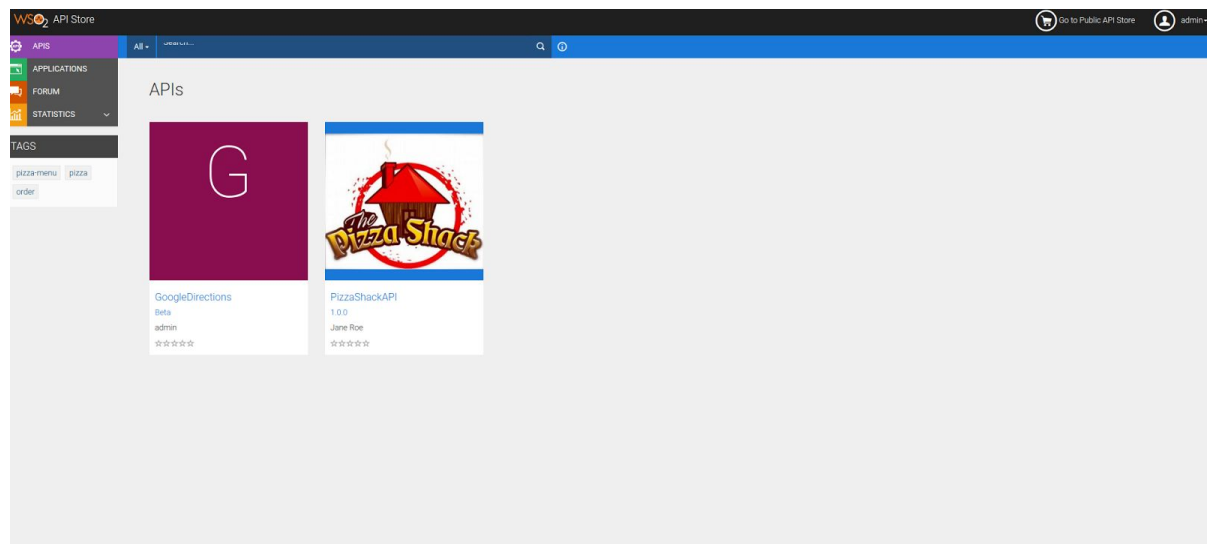 WSO2 API Store
Go to Public API Store
admin
APIS
All
Search...
APPLICATIONS
FORUM
STATISTICS
TAGS
pizza-menu pizza
order
APIs
G
The
Pizza Shack
GoogleDirections
Beta
admin
PizzaShackAPI
1.0.0
Jane Roe